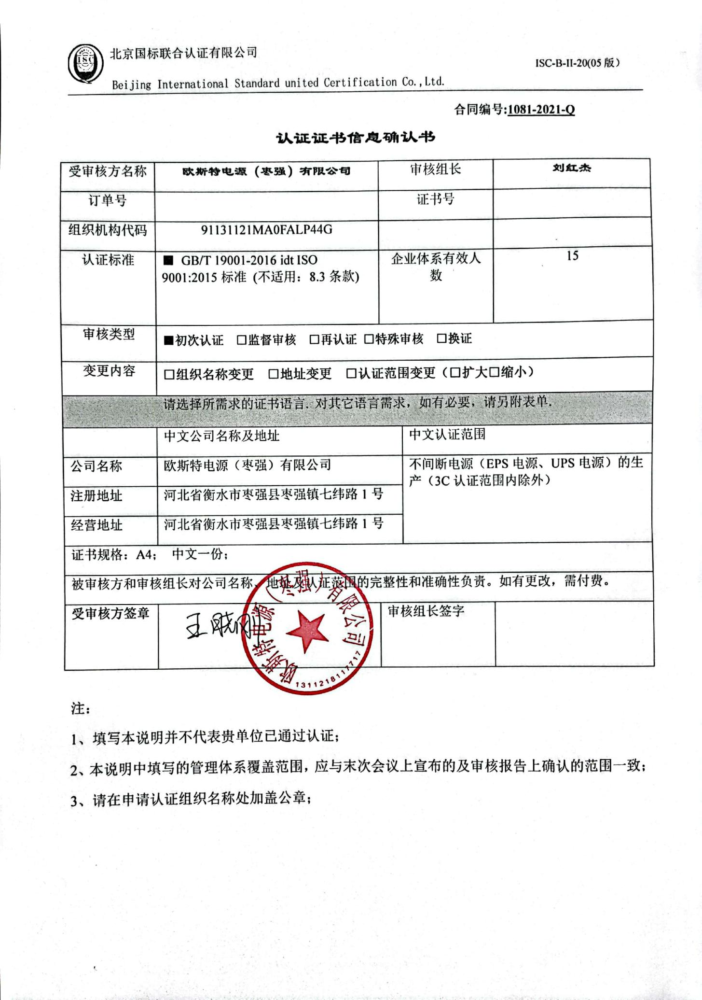 ISC
北京国标联合认证有限公司
ISC-B-II-20(05 版）
Beijing International Standard united Certification Co.,Ltd.
合同编号:1081-2021-Q
认证证书信息确认书
受审核方名称 欧斯特电源（枣强）有限公司 审核组长 刘红杰
订单号 证书号
组织机构代码 91131121MA0FALP44G
认证标准 ■ GB/T 19001-2016 idt ISO 企业体系有效人 15
9001:2015 标准 (不适用：8.3 条款) 数
审核类型 ■初次认证 □监督审核 □再认证 □特殊审核 □换证
变更内容 □组织名称变更 □地址变更 □认证范围变更（□扩大□缩小）
请选择所需求的证书语言. 对其它语言需求，如有必要，请另附表单.
中文公司名称及地址 中文认证范围
公司名称 欧斯特电源（枣强）有限公司 不间断电源（EPS 电源、UPS 电源）的生
产（3C 认证范围内除外）
注册地址 河北省衡水市枣强县枣强镇七纬路 1 号
经营地址 河北省衡水市枣强县枣强镇七纬路 1 号
证书规格：A4； 中文一份；
被审核方和审核组长对公司名称、地址及认证范围的完整性和准确性负责。如有更改，需付费。
受审核方签章 王晓刚 审核组长签字
欧斯特电源（枣强）有限公司
1311218117717
注：
1、填写本说明并不代表贵单位已通过认证；
2、本说明中填写的管理体系覆盖范围，应与末次会议上宣布的及审核报告上确认的范围一致；
3、请在申请认证组织名称处加盖公章；